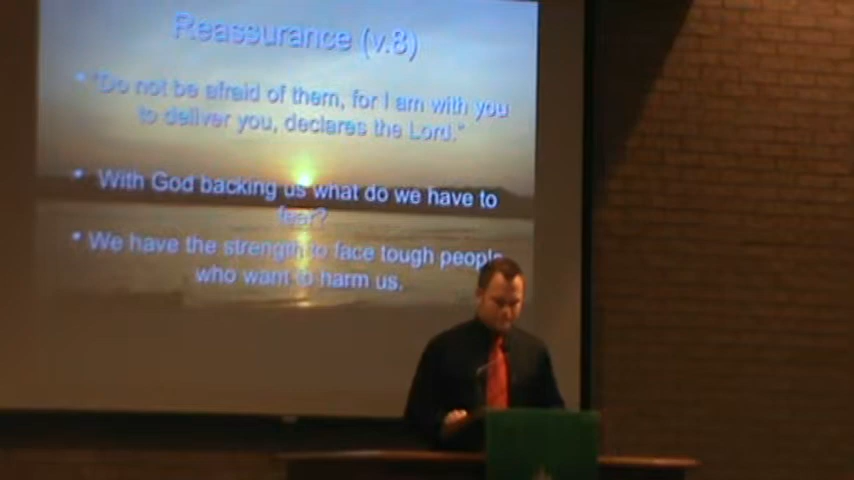 Reassurance (v.8)
• "Do not be afraid of them, for I am with you
to deliver you, declares the Lord."
• With God backing us what do we have to
fear?
• We have the strength to face tough people
who want to harm us.